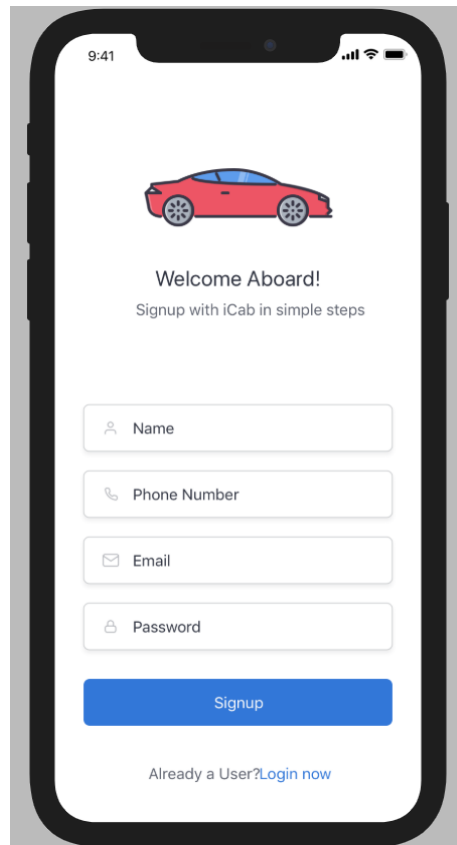 9:41
Welcome Aboard!
Signup with iCab in simple steps
Name
Phone Number
Email
Password
Signup
Already a User?Login now